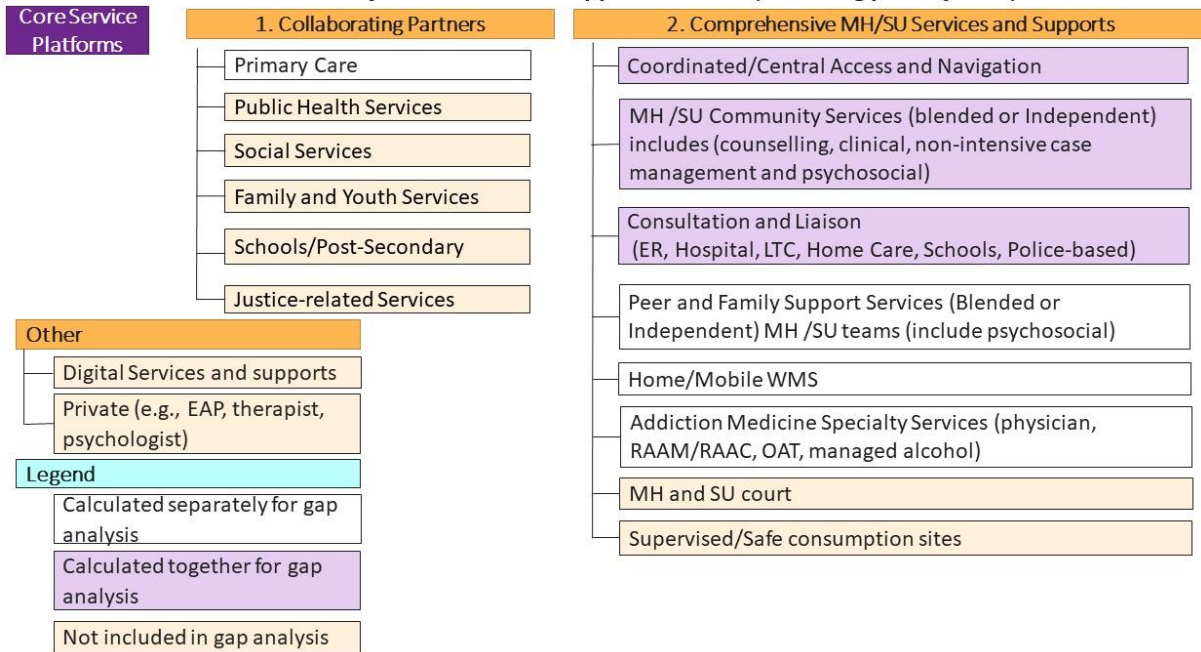 Core Service
Platforms
1. Collaborating Partners
Primary Care
Public Health Services
Social Services
Family and Youth Services
Schools/Post-Secondary
Justice-related Services
Other
Digital Services and supports
Private (e.g., EAP, therapist,
psychologist)
Legend
Calculated separately for gap
analysis
Calculated together for gap
analysis
Not included in gap analysis
2. Comprehensive MH/SU Services and Supports
Coordinated/Central Access and Navigation
MH /SU Community Services (blended or Independent)
includes (counselling, clinical, non-intensive case
management and psychosocial)
Consultation and Liaison
(ER, Hospital, LTC, Home Care, Schools, Police-based)
Peer and Family Support Services (Blended or
Independent) MH /SU teams (include psychosocial)
Home/Mobile WMS
Addiction Medicine Specialty Services (physician,
RAAM/RAAC, OAT, managed alcohol)
MH and SU court
Supervised/Safe consumption sites